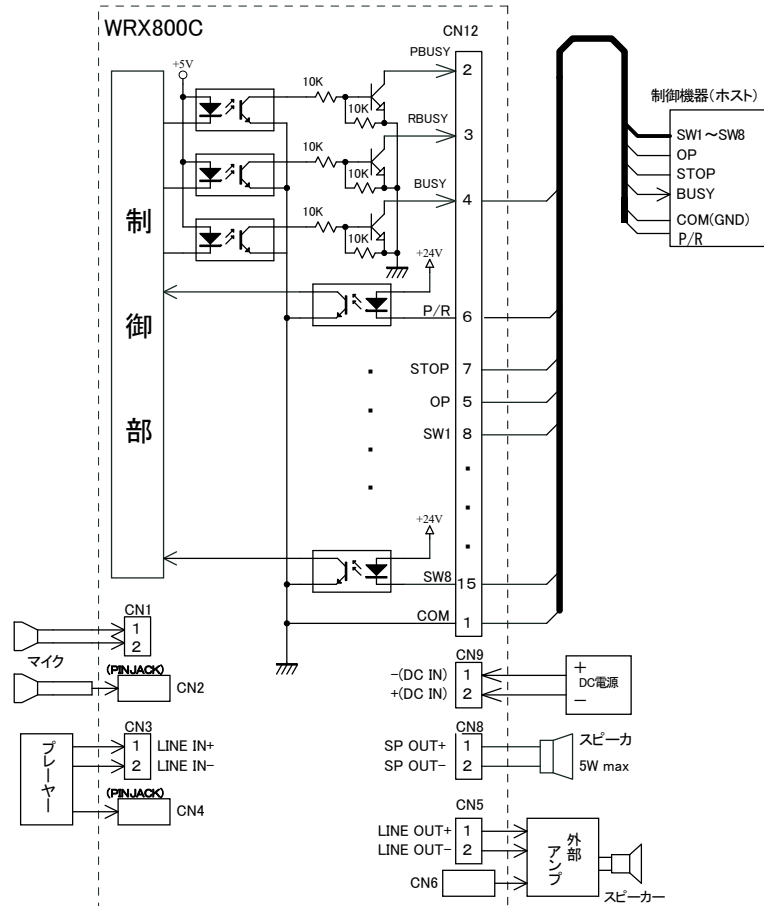 WRX800C
CN12
+5V
PBUSY
10K
2
10K
RBUSY
10K
3
10K
BUSY
10K
4
10K
+24V
制御部
P/R
6
STOP
7
OP
5
SW1
8
+24V
SW8
15
COM
1
制御機器(ホスト)
SW1～SW8
OP
STOP
BUSY
COM(GND)
P/R
CN1
1
2
マイク
(PINJACK)
CN2
CN3
プレーヤー
1
LINE IN+
2
LINE IN-
(PINJACK)
CN4
CN9
-(DC IN)
1
+(DC IN)
2
+
DC電源
-
CN8
SP OUT+
1
SP OUT-
2
スピーカ
5W max
CN5
LINE OUT+
1
LINE OUT-
2
CN6
外部
アンプ
スピーカー